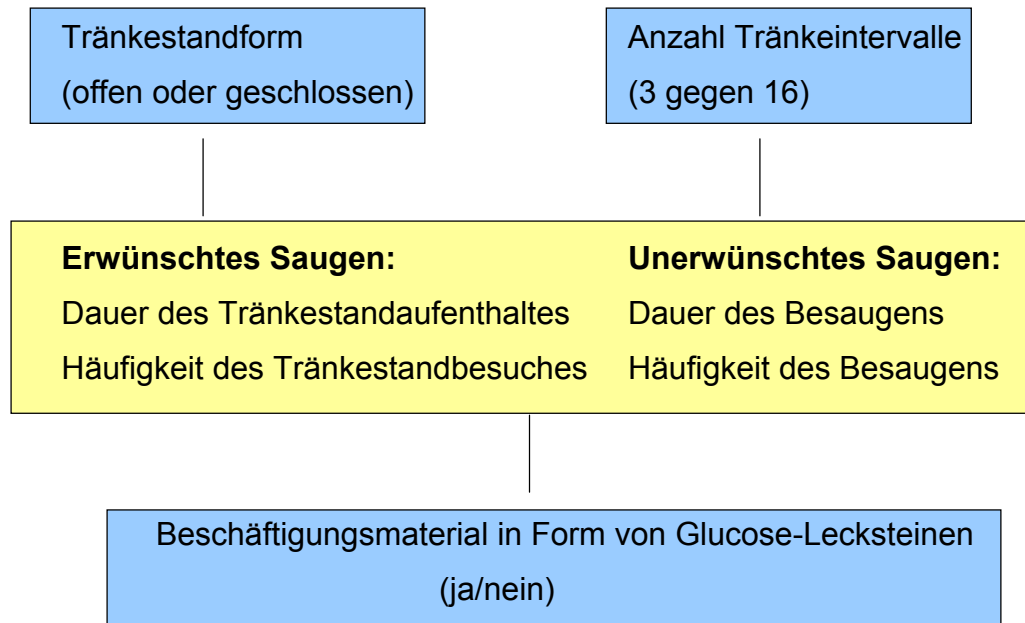 Tränkestandform
(offen oder geschlossen)
Anzahl Tränkeintervalle
(3 gegen 16)
Erwünschtes Saugen:
Dauer des Tränkestandaufenthaltes
Häufigkeit des Tränkestandbesuches
Unerwünschtes Saugen:
Dauer des Besaugens
Häufigkeit des Besaugens
Beschäftigungsmaterial in Form von Glucose-Lecksteinen
(ja/nein)